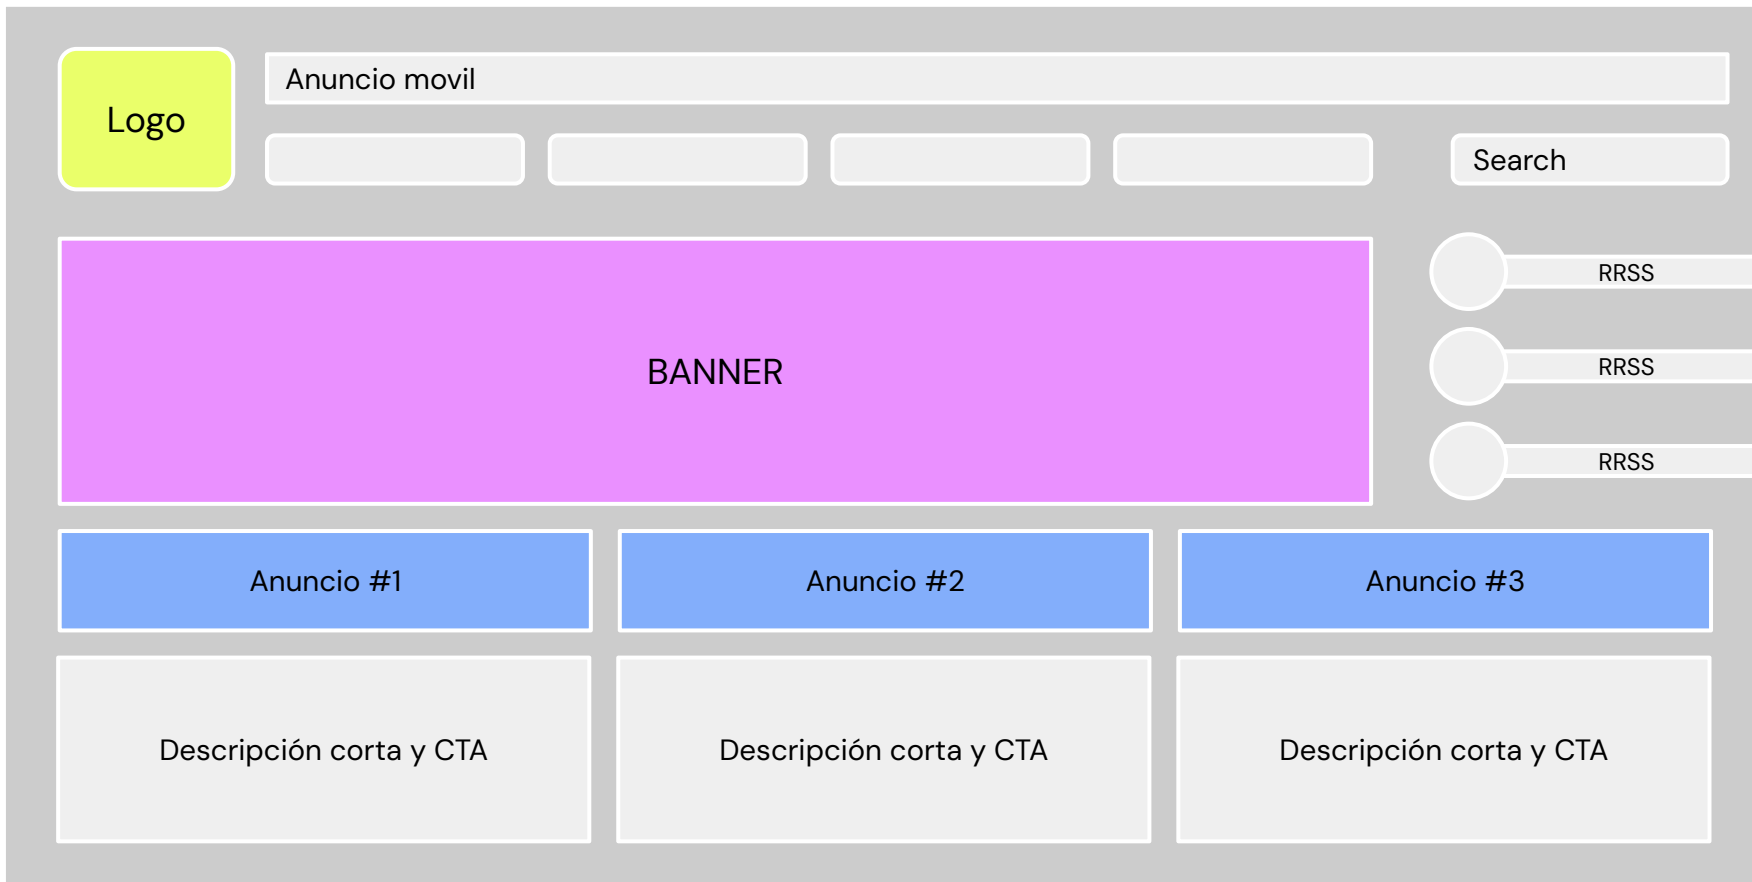 Logo
Anuncio movil
Search
BANNER
RRSS
RRSS
RRSS
Anuncio #1
Anuncio #2
Anuncio #3
Descripción corta y CTA
Descripción corta y CTA
Descripción corta y CTA